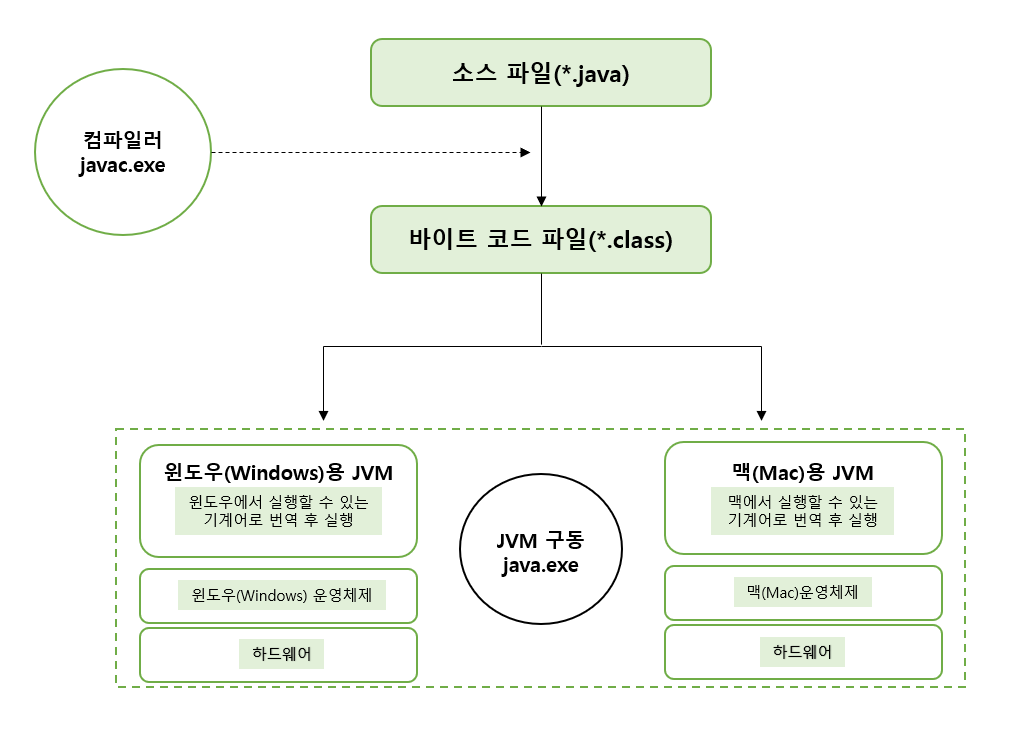 소스 파일(*.java)
컴파일러
javac.exe
바이트 코드 파일(*.class)
윈도우(Windows)용 JVM
윈도우에서 실행할 수 있는
기계어로 번역 후 실행
윈도우(Windows) 운영체제
하드웨어
JVM 구동
java.exe
맥(Mac)용 JVM
맥에서 실행할 수 있는
기계어로 번역 후 실행
맥(Mac)운영체제
하드웨어